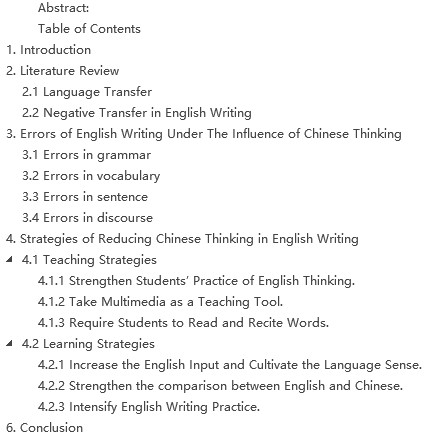 Abstract:
Table of Contents
1. Introduction
2. Literature Review
2.1 Language Transfer
2.2 Negative Transfer in English Writing
3. Errors of English Writing Under The Influence of Chinese Thinking
3.1 Errors in grammar
3.2 Errors in vocabulary
3.3 Errors in sentence
3.4 Errors in discourse
4. Strategies of Reducing Chinese Thinking in English Writing
4.1 Teaching Strategies
4.1.1 Strengthen Students’ Practice of English Thinking.
4.1.2 Take Multimedia as a Teaching Tool.
4.1.3 Require Students to Read and Recite Words.
4.2 Learning Strategies
4.2.1 Increase the English Input and Cultivate the Language Sense.
4.2.2 Strengthen the comparison between English and Chinese.
4.2.3 Intensify English Writing Practice.
6. Conclusion